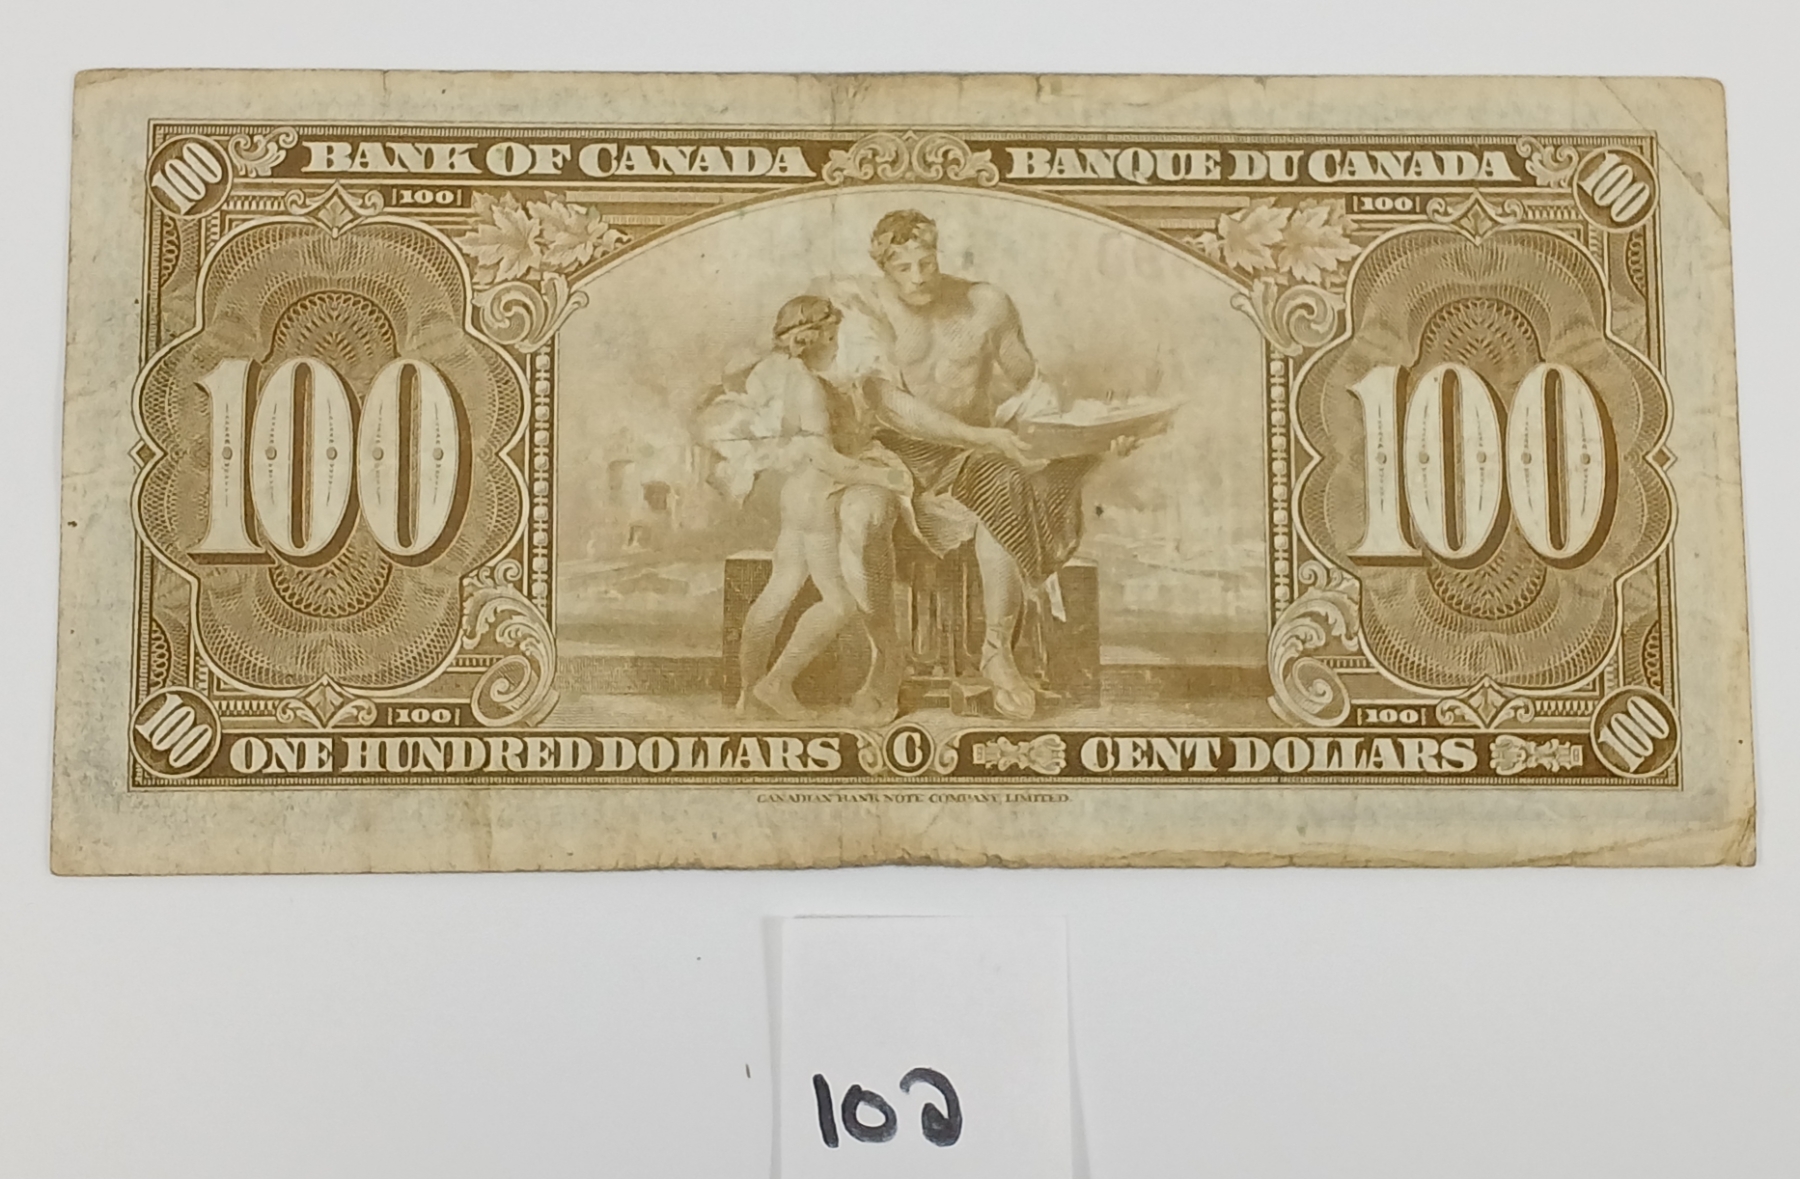 BANK OF CANADA BANQUE DU CANADA
100 100
100 100
100 100
100 100
100 100
ONE HUNDRED DOLLARS C CENT DOLLARS
CANADIAN BANK NOTE COMPANY, LIMITED.
102